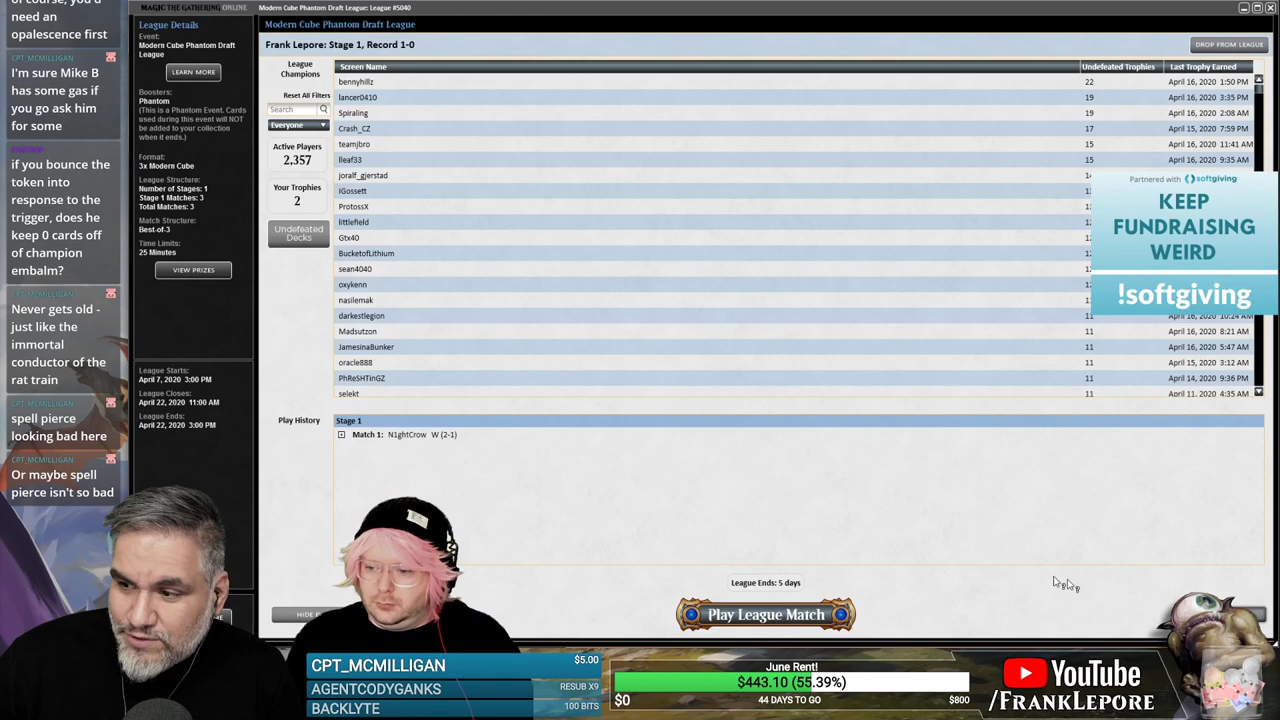 of course, you'd
need an
opalescence first
CPT_MCMILLIGAN
I'm sure Mike B
has some gas if
you go ask him
for some
if you bounce the
token into
response to the
trigger, does he
keep 0 cards off
of champion
embalm?
CPT_MCMILLIGAN
Never gets old -
just like the
immortal
conductor of the
rat train
CPT_MCMILLIGAN
spell pierce
looking bad here
CPT_MCMILLIGAN
Or maybe spell
pierce isn't so bad
MAGIC THE GATHERING ONLINE
Modern Cube Phantom Draft League: League #5040
League Details
Event:
Modern Cube Phantom Draft
League
LEARN MORE
Boosters:
Phantom
(This is a Phantom Event. Cards
used during this event will NOT
be added to your collection
when it ends.)
Format:
3x Modern Cube
League Structure:
Number of Stages: 1
Stage 1 Matches: 3
Total Matches: 3
Match Structure:
Best-of-3
Time Limits:
25 Minutes
VIEW PRIZES
League Starts:
April 7, 2020 3:00 PM
League Closes:
April 22, 2020 11:00 AM
League Ends:
April 22, 2020 3:00 PM
Modern Cube Phantom Draft League
Frank Lepore: Stage 1, Record 1-0
DROP FROM LEAGUE
League
Champions
Reset All Filters
Search
Everyone
Active Players
2,357
Your Trophies
2
Undefeated
Decks
Screen Name Undefeated Trophies Last Trophy Earned
bennyhillz 22 April 16, 2020 1:50 PM
lancer0410 19 April 16, 2020 3:35 PM
Spiraling 19 April 16, 2020 2:08 AM
Crash_CZ 17 April 15, 2020 7:59 PM
teamjbro 15 April 16, 2020 11:41 AM
lleaf33 15 April 16, 2020 9:35 AM
joralf_gjerstad
iGossett
ProtossX
littlefield
Gtx40
BucketofLithium
sean4040
oxykenn
nasilemak
darkestlegion 11 April 16, 2020 10:24 AM
Madsutzon 11 April 16, 2020 8:21 AM
JamesinaBunker 11 April 16, 2020 5:47 AM
oracle888 11 April 15, 2020 3:12 AM
PhReSHTinGZ 11 April 14, 2020 9:36 PM
selekt 11 April 11, 2020 4:35 AM
Partnered with softgiving
KEEP
FUNDRAISING
WEIRD
!softgiving
Play History
Stage 1
Match 1: N1ghtCrow W (2-1)
League Ends: 5 days
Play League Match
CPT_MCMILLIGAN $5.00
AGENTCODYGANKS RESUB X9
BACKLYTE 100 BITS
June Rent!
$443.10 (55.39%)
$0 44 DAYS TO GO $800
YouTube
/FRANKLEPORE